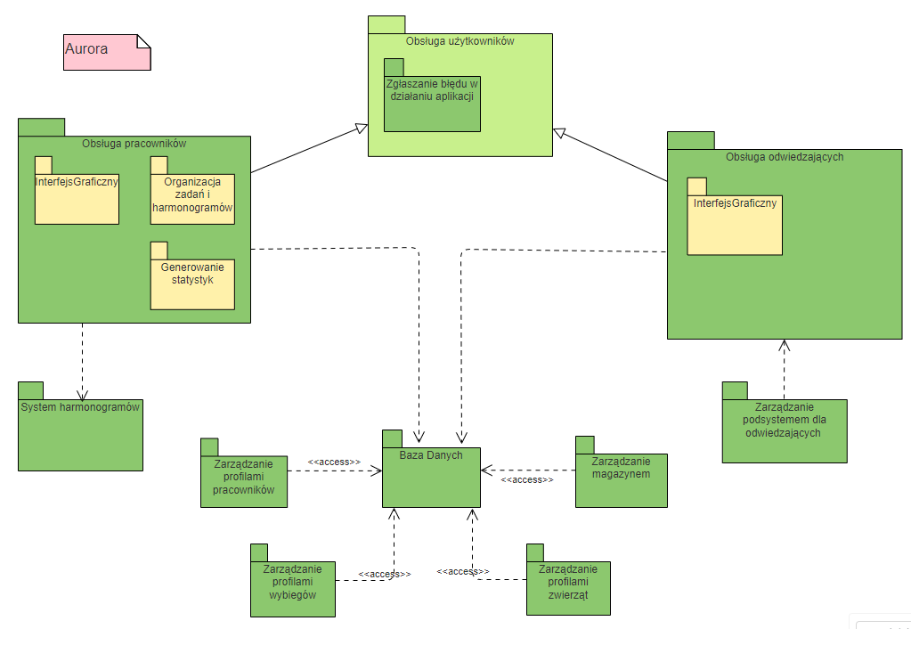 Aurora
Obsługa użytkowników
Zgłaszanie błędu w
działaniu aplikacji
Obsługa pracowników
InterfejsGraficzny
Organizacja
zadań i
harmonogramów
Generowanie
statystyk
Obsługa odwiedzających
InterfejsGraficzny
System harmonogramów
Zarządzanie
podsystemem dla
odwiedzających
Zarządzanie
profilami
pracowników
<<access>>
Baza Danych
<<access>>
Zarządzanie
magazynem
Zarządzanie
profilami
wybiegów
<<access>>
<<access>>
Zarządzanie
profilami
zwierząt